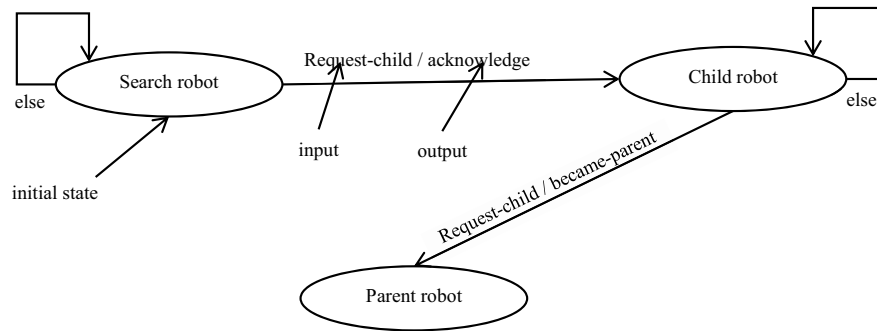 Request-child / acknowledge
Search robot
Child robot
else
else
input
output
initial state
Request-child / became-parent
Parent robot